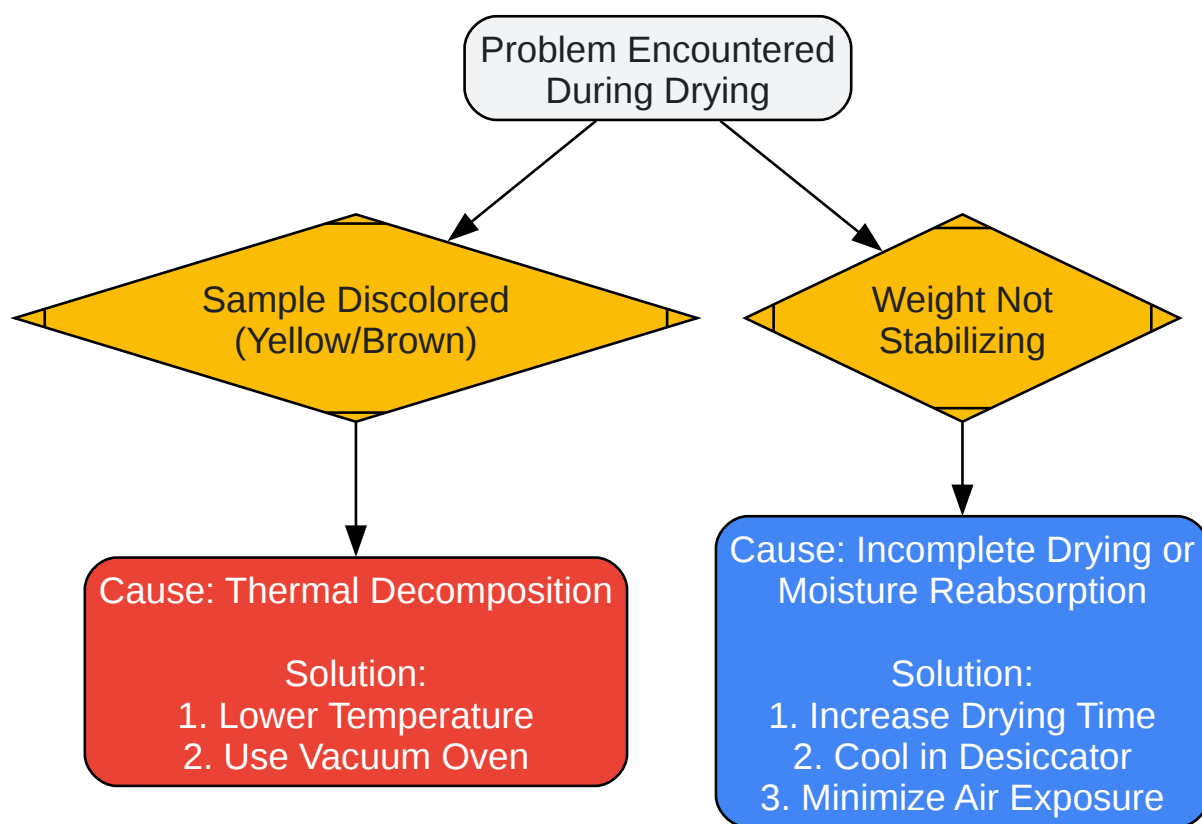 Problem Encountered
During Drying
Sample Discolored
(Yellow/Brown)
Weight Not
Stabilizing
Cause: Thermal Decomposition
Solution:
1. Lower Temperature
2. Use Vacuum Oven
Cause: Incomplete Drying or
Moisture Reabsorption
Solution:
1. Increase Drying Time
2. Cool in Desiccator
3. Minimize Air Exposure